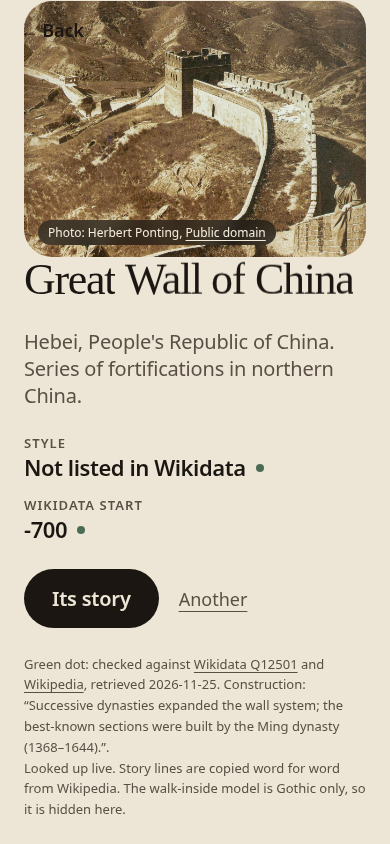 Back
Photo: Herbert Ponting, Public domain
Great Wall of China
Hebei, People's Republic of China.
Series of fortifications in northern
China.
STYLE
Not listed in Wikidata
WIKIDATA START
-700
Its story
Another
Green dot: checked against Wikidata Q12501 and
Wikipedia, retrieved 2026-11-25. Construction:
“Successive dynasties expanded the wall system; the
best-known sections were built by the Ming dynasty
(1368–1644).”.
Looked up live. Story lines are copied word for word
from Wikipedia. The walk-inside model is Gothic only, so
it is hidden here.